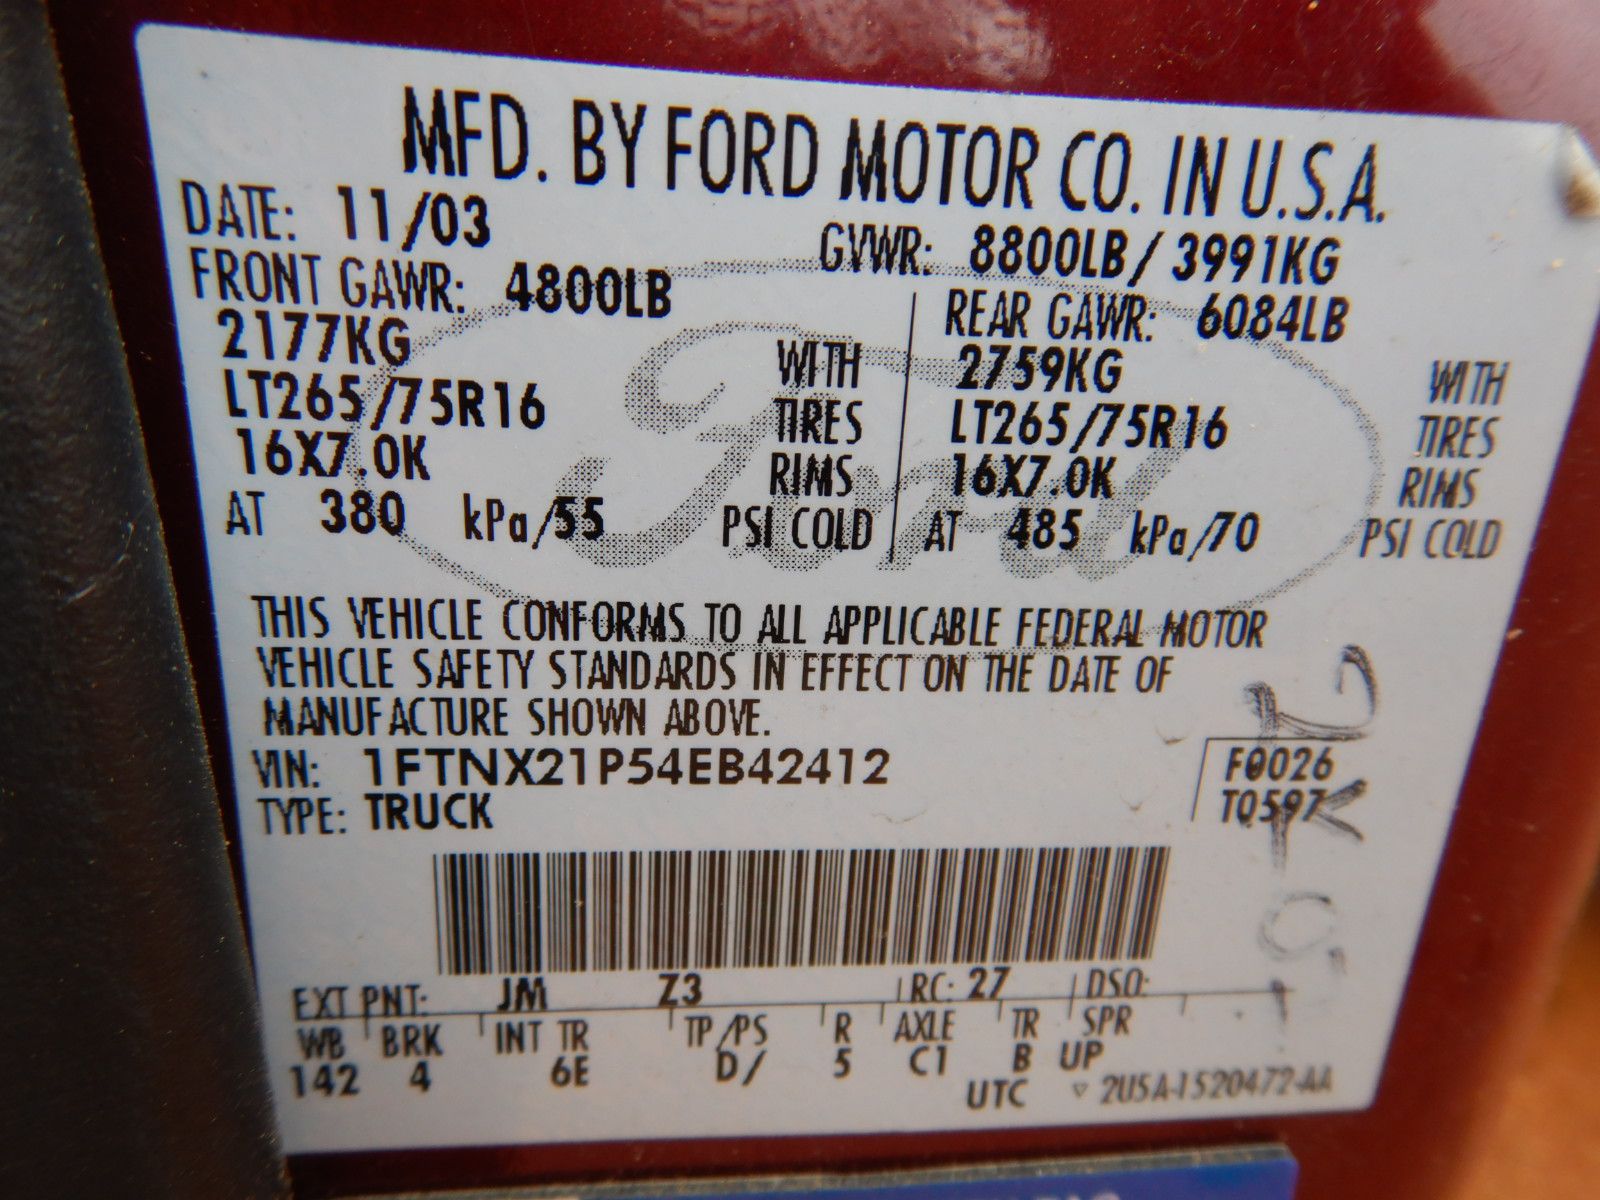 MFD. BY FORD MOTOR CO. IN U.S.A.
DATE: 11/03 GVWR: 8800LB/3991KG
FRONT GAWR: 4800LB REAR GAWR: 6084LB
2177KG WITH 2759KG WITH
LT265/75R16 TIRES LT265/75R16 TIRES
16X7.0K RIMS 16X7.0K RIMS
AT 380 kPa/55 PSI COLD AT 485 kPa/70 PSI COLD
Ford
THIS VEHICLE CONFORMS TO ALL APPLICABLE FEDERAL MOTOR
VEHICLE SAFETY STANDARDS IN EFFECT ON THE DATE OF
MANUFACTURE SHOWN ABOVE.
VIN: 1FTNX21P54EB42412 F0026
TYPE: TRUCK T0597
EXT PNT: JM Z3 RC: 27 DSO:
WB BRK INT TR TP/PS R AXLE TR SPR
142 4 6E D/ 5 C1 B UP
UTC ▽ 2U5A-1520472-AA